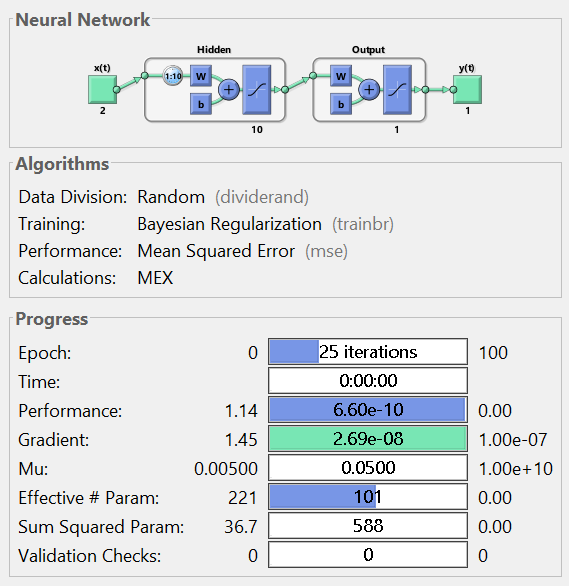 Neural Network
Hidden
Output
x(t)
y(t)
1:10
W
W
b
b
+
+
2
10
1
1
Algorithms
Data Division: Random (dividerand)
Training: Bayesian Regularization (trainbr)
Performance: Mean Squared Error (mse)
Calculations: MEX
Progress
Epoch: 0 25 iterations 100
Time: 0:00:00
Performance: 1.14 6.60e-10 0.00
Gradient: 1.45 2.69e-08 1.00e-07
Mu: 0.00500 0.0500 1.00e+10
Effective # Param: 221 101 0.00
Sum Squared Param: 36.7 588 0.00
Validation Checks: 0 0 0